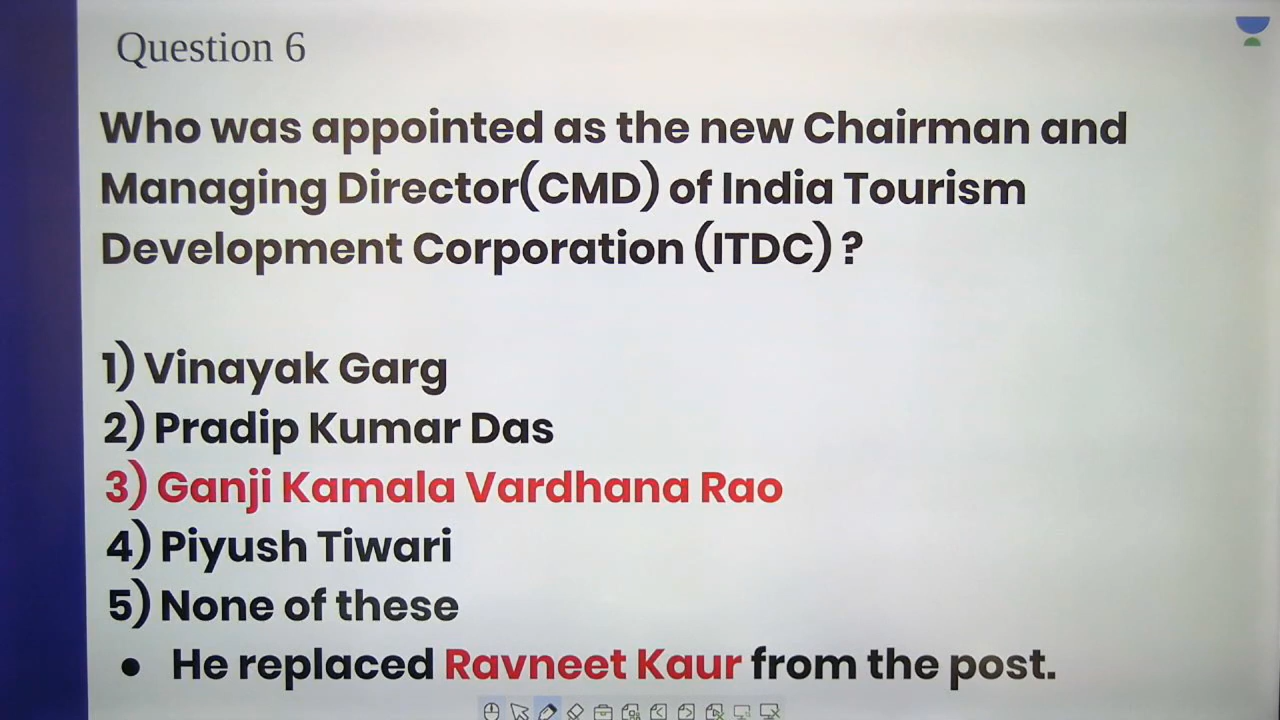 Question 6
Who was appointed as the new Chairman and
Managing Director(CMD) of India Tourism
Development Corporation (ITDC) ?
1) Vinayak Garg
2) Pradip Kumar Das
3) Ganji Kamala Vardhana Rao
4) Piyush Tiwari
5) None of these
• He replaced Ravneet Kaur from the post.